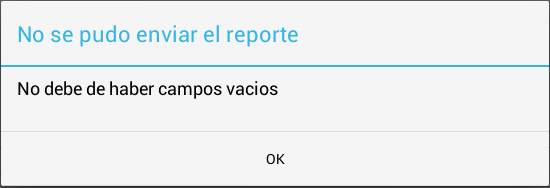 No se pudo enviar el reporte
No debe de haber campos vacios
OK